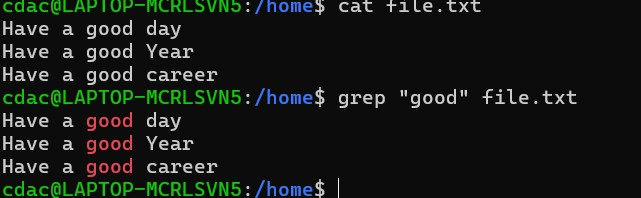 cdac@LAPTOP-MCRLSVN5:/home$ cat file.txt
Have a good day
Have a good Year
Have a good career
cdac@LAPTOP-MCRLSVN5:/home$ grep "good" file.txt
Have a good day
Have a good Year
Have a good career
cdac@LAPTOP-MCRLSVN5:/home$